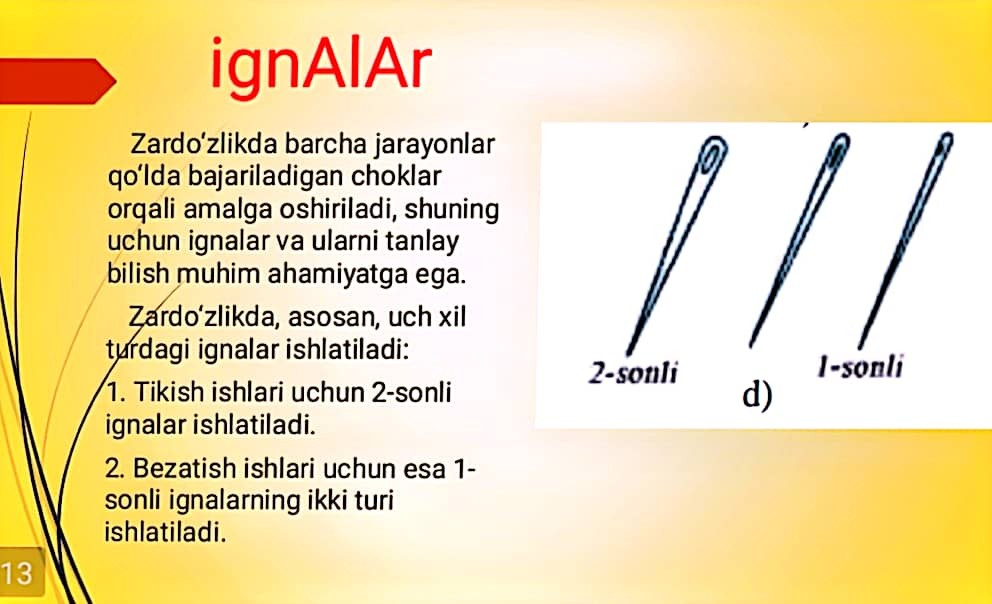 ignAlAr
Zardo‘zlikda barcha jarayonlar
qo‘lda bajariladigan choklar
orqali amalga oshiriladi, shuning
uchun ignalar va ularni tanlay
bilish muhim ahamiyatga ega.
Zardo‘zlikda, asosan, uch xil
turdagi ignalar ishlatiladi:
1. Tikish ishlari uchun 2-sonli
ignalar ishlatiladi.
2. Bezatish ishlari uchun esa 1-
sonli ignalarning ikki turi
ishlatiladi.
2-sonli
d)
1-sonli
13